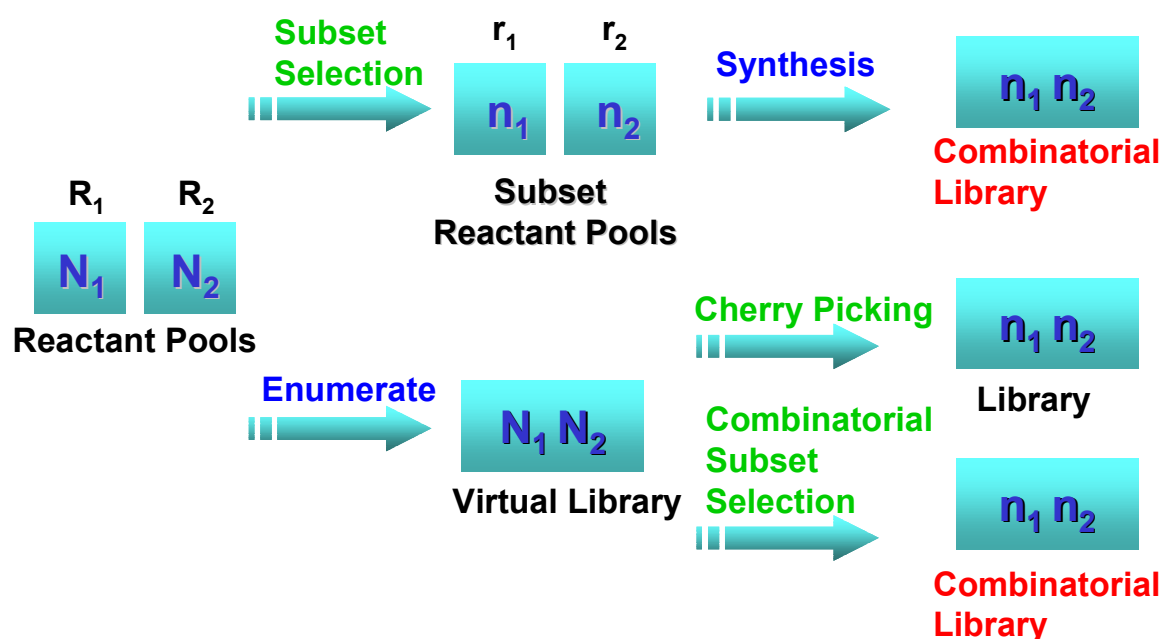 Subset
Selection
r₁
r₂
n₁
n₂
Subset
Reactant Pools
Synthesis
n₁ n₂
Combinatorial
Library
R₁
R₂
N₁
N₂
Reactant Pools
Enumerate
N₁ N₂
Virtual Library
Cherry Picking
n₁ n₂
Library
Combinatorial
Subset
Selection
n₁ n₂
Combinatorial
Library